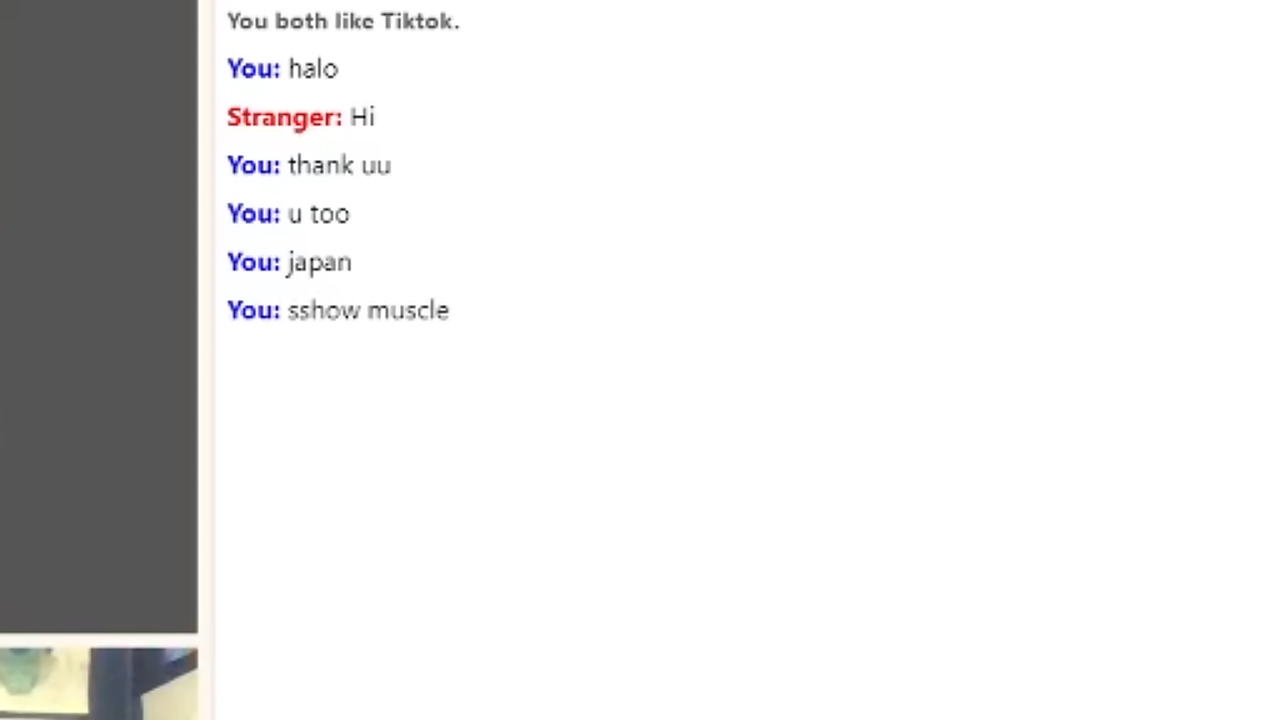 You both like Tiktok.
You: halo
Stranger: Hi
You: thank uu
You: u too
You: japan
You: sshow muscle